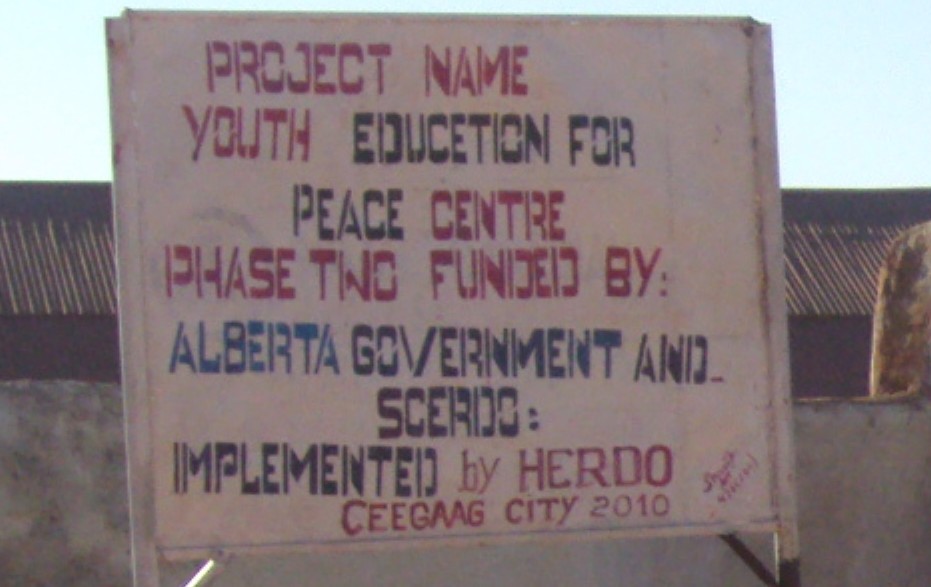 PROJECT NAME
YOUTH EDUCETION FOR
PEACE CENTRE
PHASE TWO FUNDED BY:
ALBERTA GOVERNMENT AND_
SCERDO:
IMPLEMENTED by HERDO
CEEGAAG CITY 2010